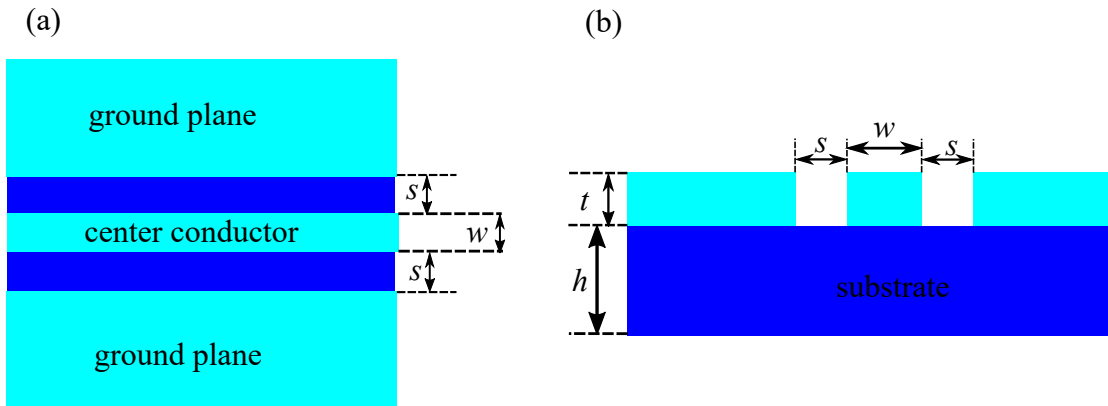 (a)
ground plane
s
center conductor
w
s
ground plane
(b)
s
w
s
t
h
substrate